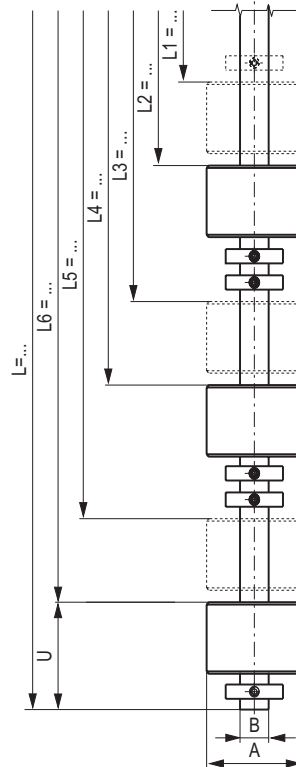 L1 = ...
L2 = ...
L3 = ...
L4 = ...
L5 = ...
L6 = ...
L=...
U
B
A